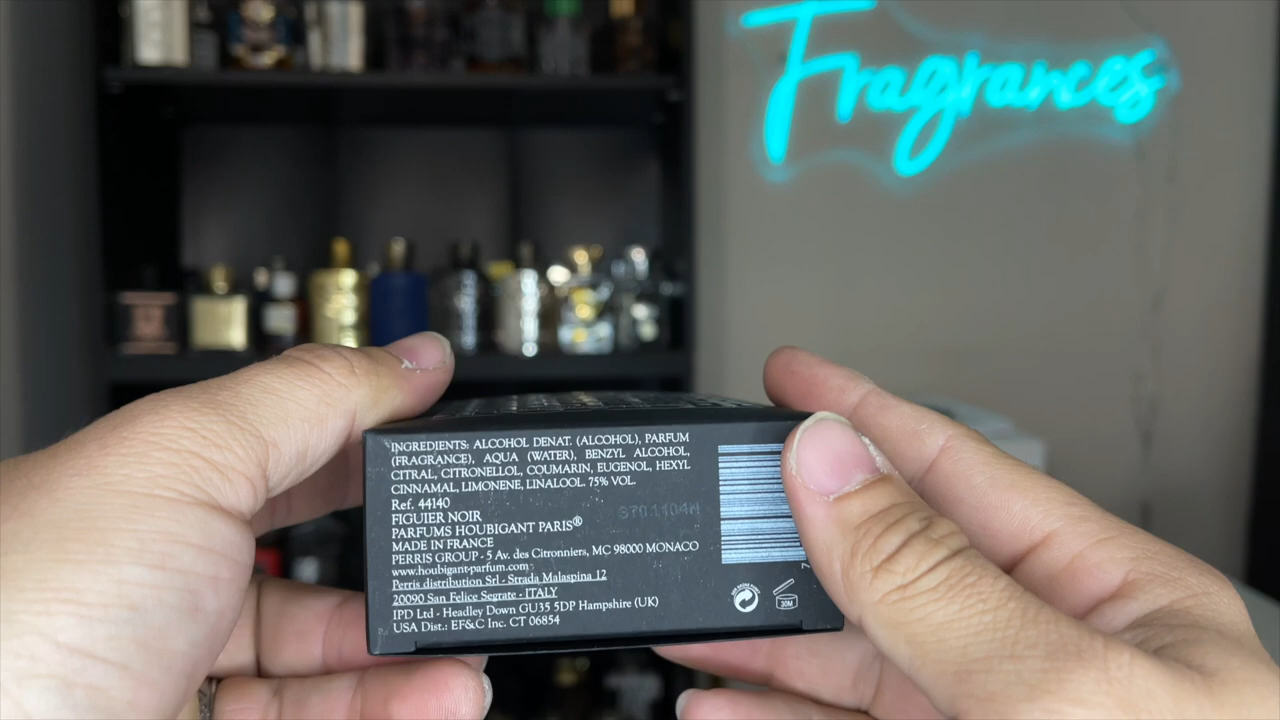 Fragrances
INGREDIENTS: ALCOHOL DENAT. (ALCOHOL), PARFUM
(FRAGRANCE), AQUA (WATER), BENZYL ALCOHOL,
CITRAL, CITRONELLOL, COUMARIN, EUGENOL, HEXYL
CINNAMAL, LIMONENE, LINALOOL. 75% VOL.
Ref. 44140
FIGUIER NOIR
PARFUMS HOUBIGANT PARIS®
MADE IN FRANCE
PERRIS GROUP - 5 Av. des Citronniers, MC 98000 MONACO
www.houbigant-parfum.com
Perris distribution Srl - Strada Malaspina 12
20090 San Felice Segrate - ITALY
IPD Ltd - Headley Down GU35 5DP Hampshire (UK)
USA Dist.: EF&C Inc. CT 06854
30M
7